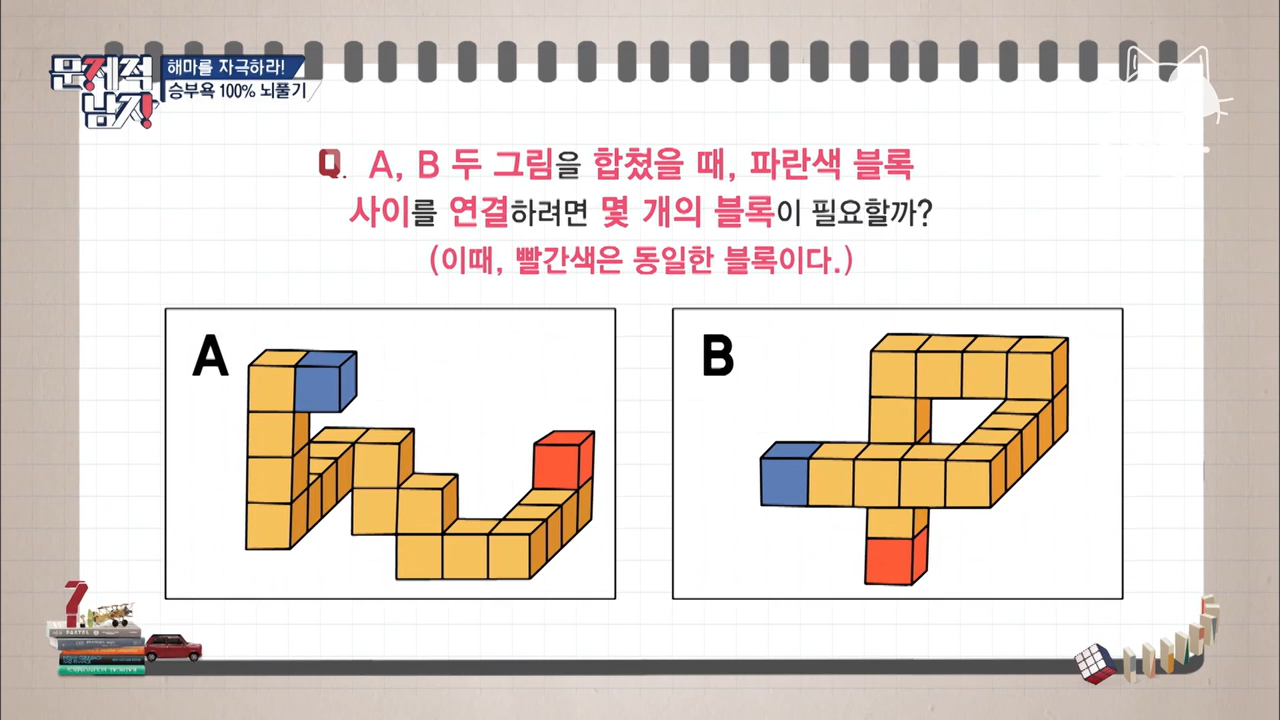 문제적
남자!
해마를 자극하라!
승부욕 100% 뇌풀기
Q. A, B 두 그림을 합쳤을 때, 파란색 블록
사이를 연결하려면 몇 개의 블록이 필요할까?
(이때, 빨간색은 동일한 블록이다.)
A
B